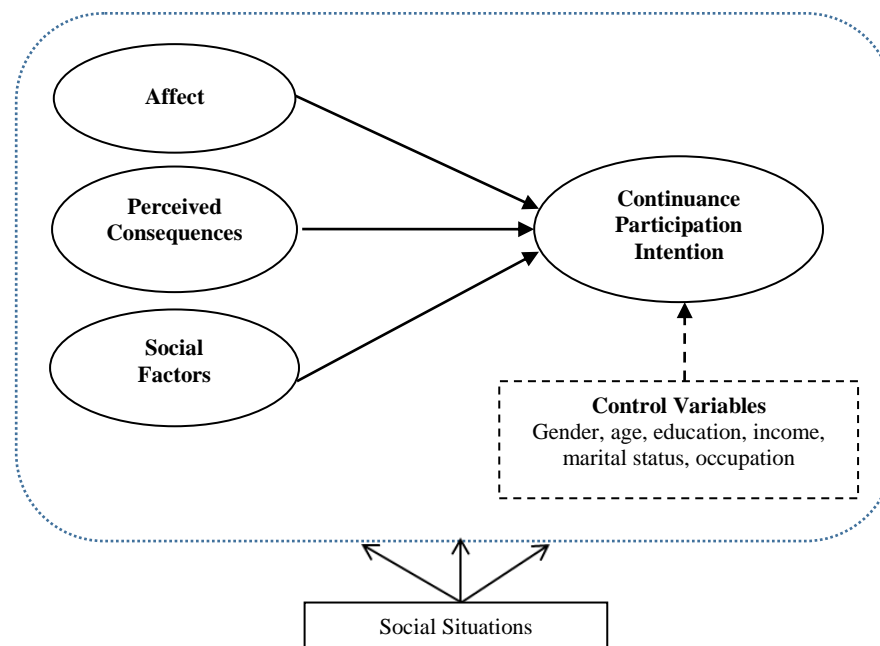 Affect
Perceived
Consequences
Social
Factors
Continuance
Participation
Intention
Control Variables
Gender, age, education, income,
marital status, occupation
Social Situations